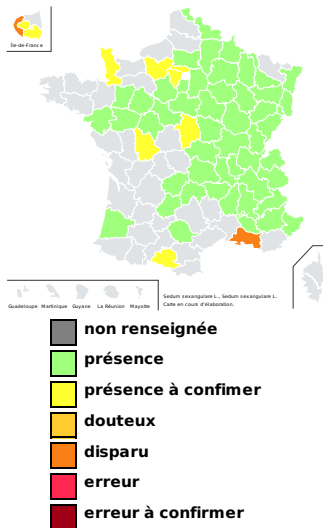 Île-de-France
Guadeloupe Martinique Guyane La Réunion Mayotte
Sedum sexangulare L., Sedum sexangulare L.
Carte en cours d'élaboration.
non renseignée
présence
présence à confimer
douteux
disparu
erreur
erreur à confirmer